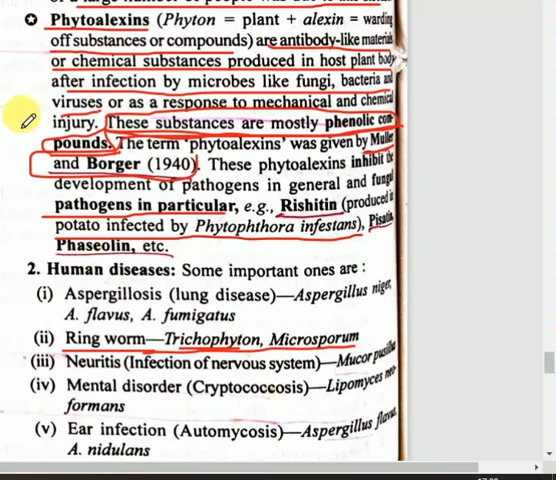 ✪ Phytoalexins (Phyton = plant + alexin = warding
off substances or compounds) are antibody-like materials
or chemical substances produced in host plant body
after infection by microbes like fungi, bacteria and
viruses or as a response to mechanical and chemical
injury. These substances are mostly phenolic com-
pounds. The term 'phytoalexins' was given by Muller
and Borger (1940). These phytoalexins inhibit the
development of pathogens in general and fungal
pathogens in particular, e.g., Rishitin (produced in
potato infected by Phytophthora infestans), Pisatin,
Phaseolin, etc.
2. Human diseases: Some important ones are :
(i) Aspergillosis (lung disease)—Aspergillus niger,
A. flavus, A. fumigatus
(ii) Ring worm—Trichophyton, Microsporum
(iii) Neuritis (Infection of nervous system)—Mucor pusillus
(iv) Mental disorder (Cryptococcosis)—Lipomyces neo-
formans
(v) Ear infection (Automycosis)—Aspergillus flavus,
A. nidulans